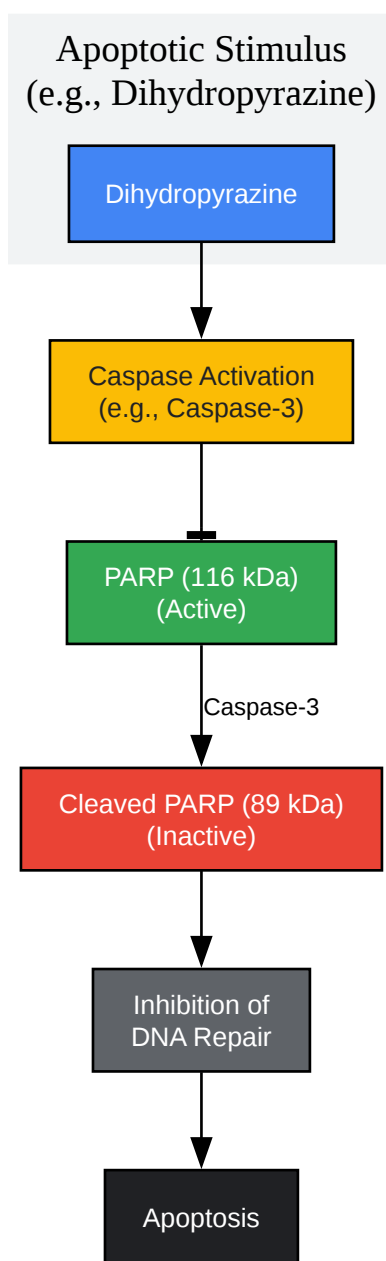 Apoptotic Stimulus
(e.g., Dihydropyrazine)
Dihydropyrazine
Caspase Activation
(e.g., Caspase-3)
PARP (116 kDa)
(Active)
Caspase-3
Cleaved PARP (89 kDa)
(Inactive)
Inhibition of
DNA Repair
Apoptosis